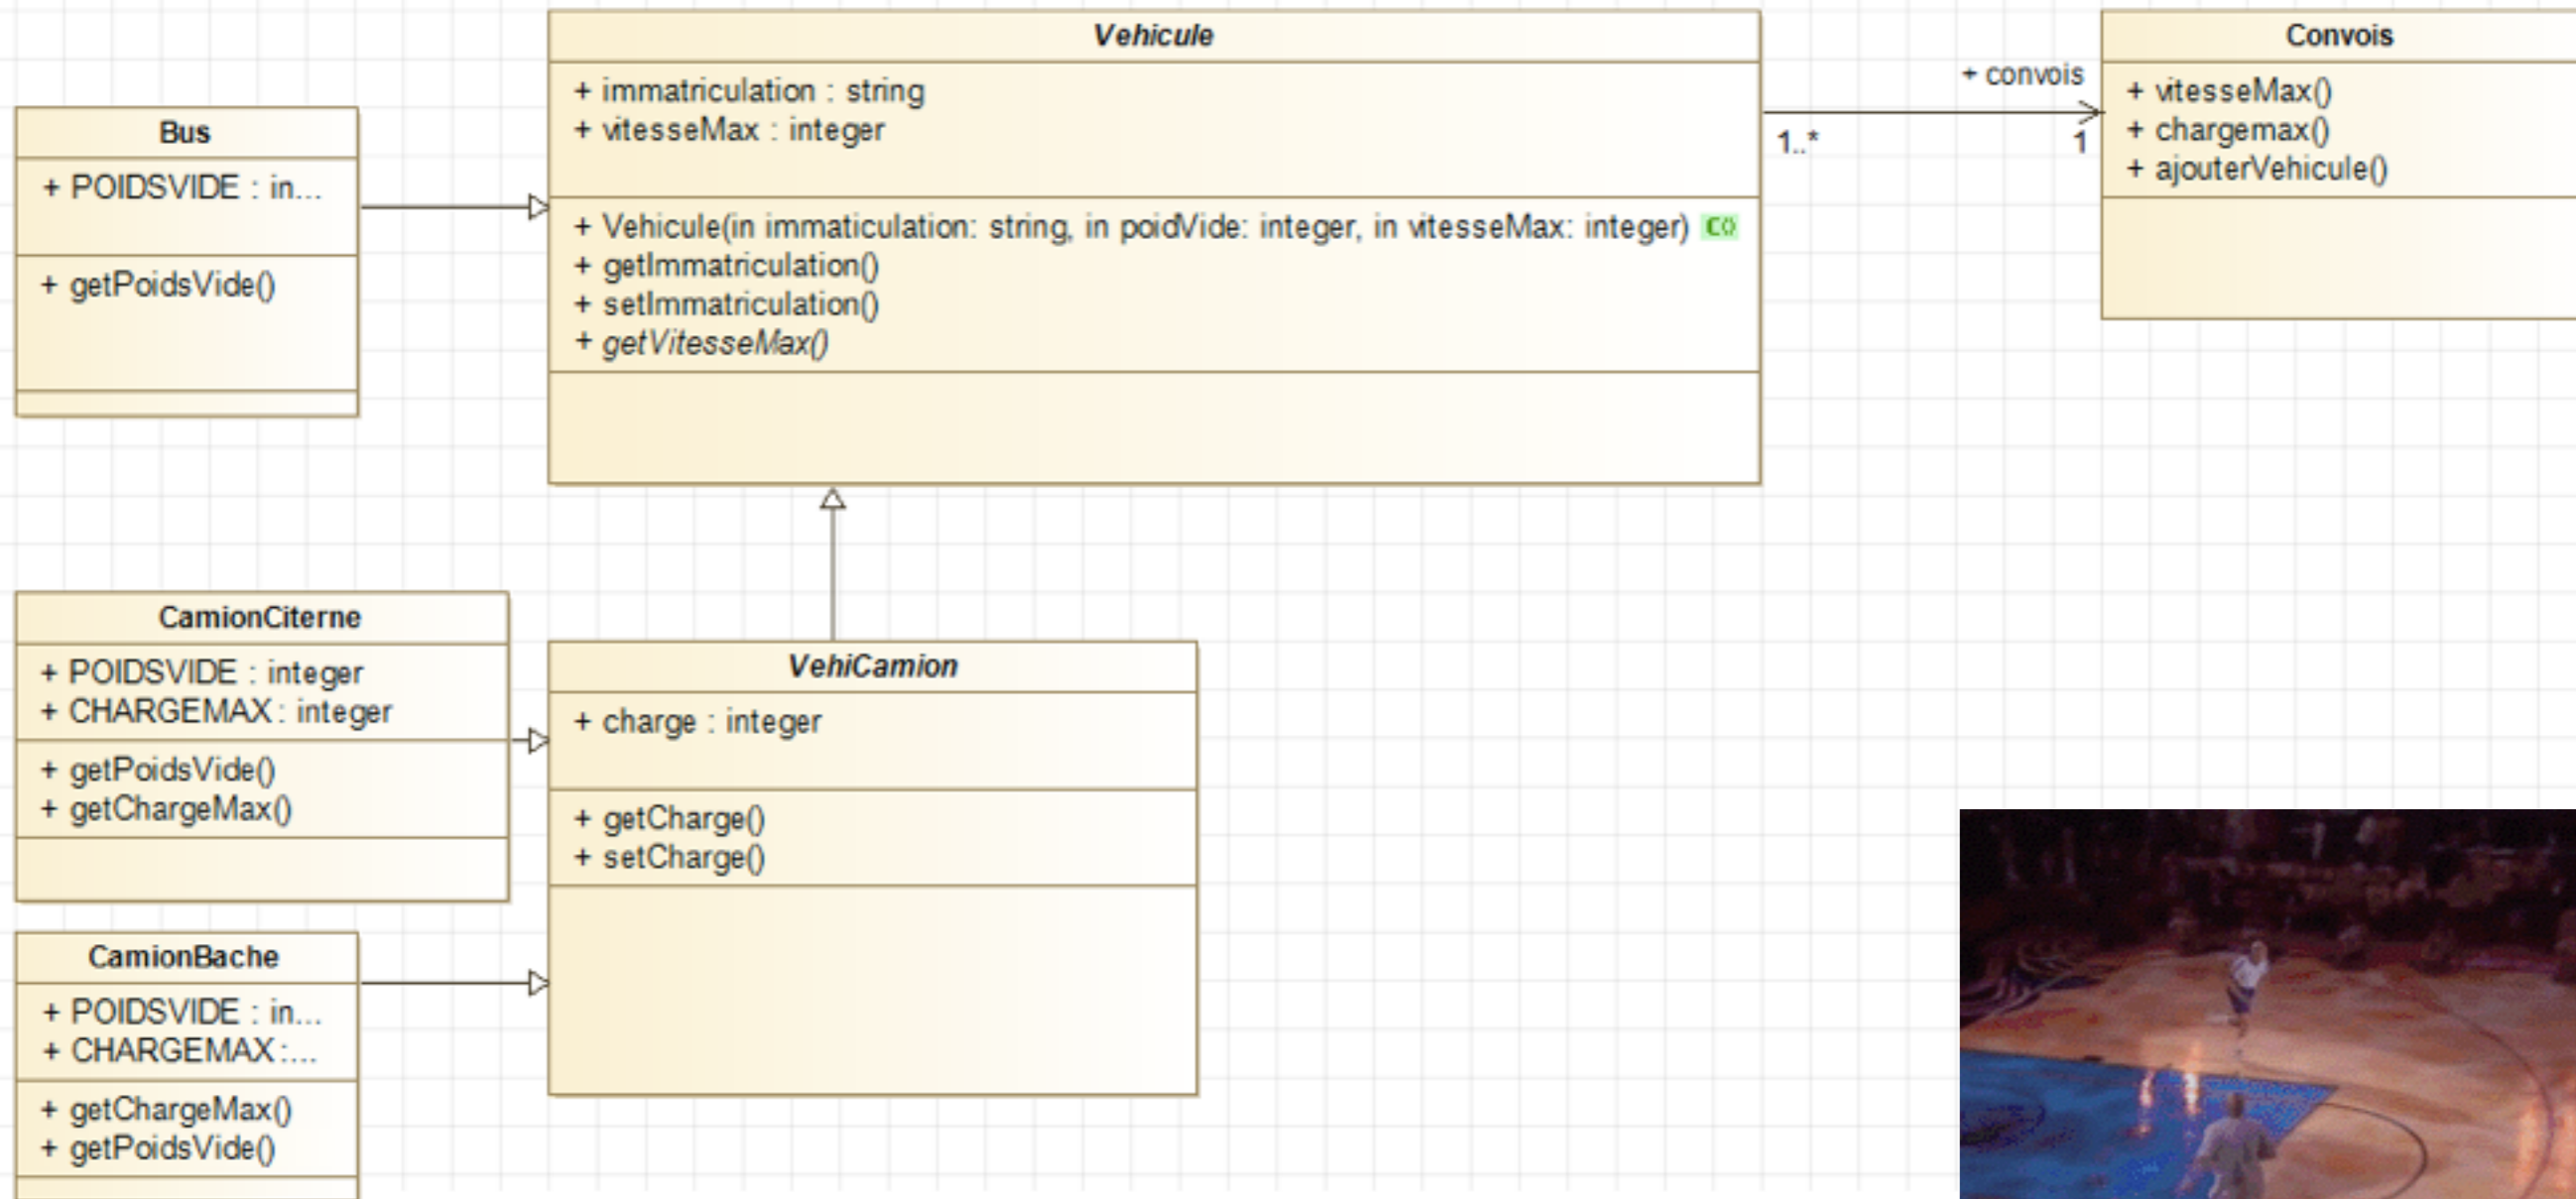 Vehicule
+ immatriculation : string
+ vitesseMax : integer
+ Vehicule(in immaticulation: string, in poidVide: integer, in vitesseMax: integer) C()
+ getImmatriculation()
+ setImmatriculation()
+ getVitesseMax()
+ convois
1..*
1
Convois
+ vitesseMax()
+ chargemax()
+ ajouterVehicule()
Bus
+ POIDSVIDE : in...
+ getPoidsVide()
CamionCiterne
+ POIDSVIDE : integer
+ CHARGEMAX : integer
+ getPoidsVide()
+ getChargeMax()
VehiCamion
+ charge : integer
+ getCharge()
+ setCharge()
CamionBache
+ POIDSVIDE : in...
+ CHARGEMAX :...
+ getChargeMax()
+ getPoidsVide()